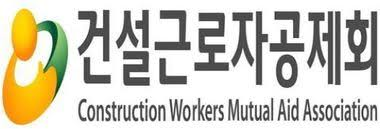 건설근로자공제회
Construction Workers Mutual Aid Association